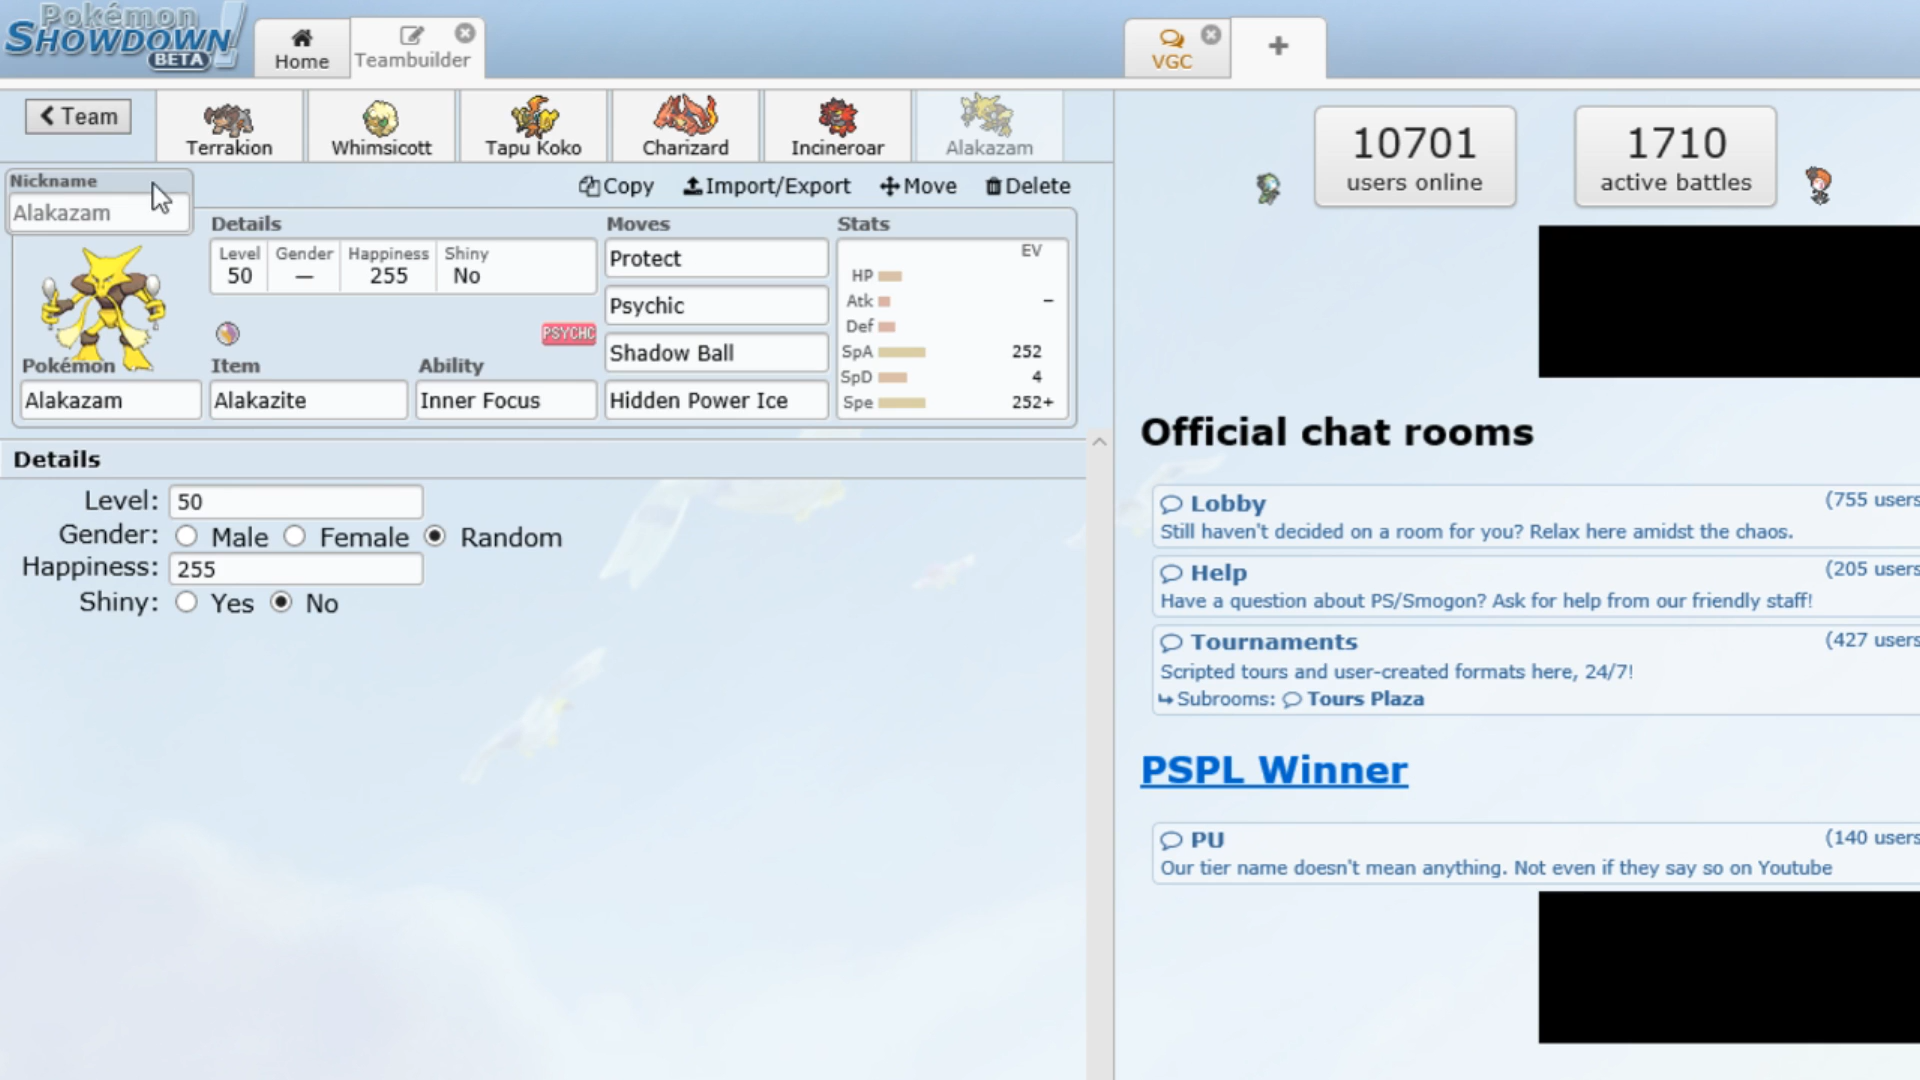 Pokémon
SHOWDOWN!
BETA
Home
Teambuilder
VGC
+
Team
Terrakion
Whimsicott
Tapu Koko
Charizard
Incineroar
Alakazam
Nickname
Alakazam
Copy
Import/Export
Move
Delete
Details
Level
50
Gender
—
Happiness
255
Shiny
No
PSYCHC
Pokémon
Alakazam
Item
Alakazite
Ability
Inner Focus
Moves
Protect
Psychic
Shadow Ball
Hidden Power Ice
Stats
EV
HP
Atk –
Def
SpA 252
SpD 4
Spe 252+
Details
Level: 50
Gender: Male Female Random
Happiness: 255
Shiny: Yes No
10701
users online
1710
active battles
Official chat rooms
Lobby (755 users
Still haven't decided on a room for you? Relax here amidst the chaos.
Help (205 users
Have a question about PS/Smogon? Ask for help from our friendly staff!
Tournaments (427 users
Scripted tours and user-created formats here, 24/7!
Subrooms: Tours Plaza
PSPL Winner
PU (140 users
Our tier name doesn't mean anything. Not even if they say so on Youtube